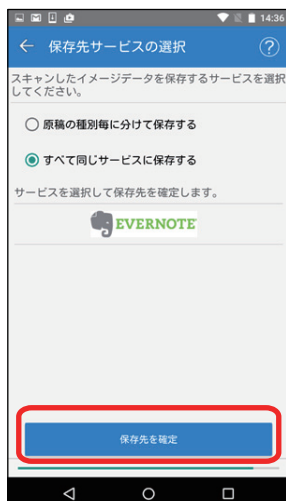 14:36
保存先サービスの選択
?
スキャンしたイメージデータを保存するサービスを選択
してください。
原稿の種別毎に分けて保存する
すべて同じサービスに保存する
サービスを選択して保存先を確定します。
EVERNOTE
保存先を確定